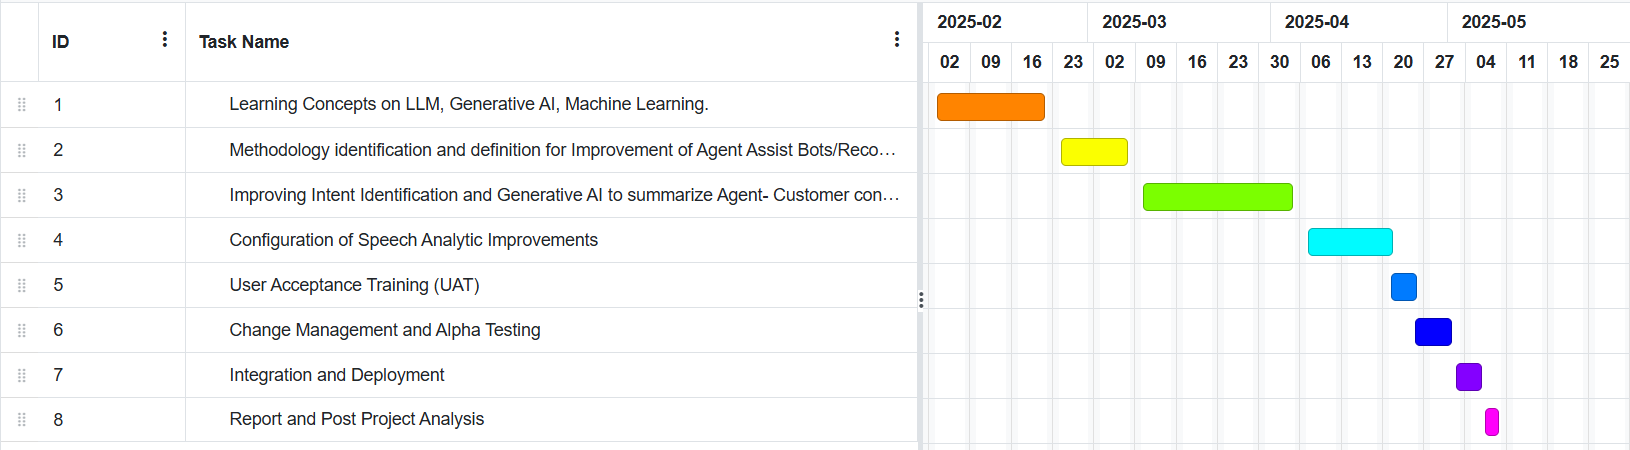 ID Task Name 2025-02 2025-03 2025-04 2025-05
02 09 16 23 02 09 16 23 30 06 13 20 27 04 11 18 25
1 Learning Concepts on LLM, Generative AI, Machine Learning.
2 Methodology identification and definition for Improvement of Agent Assist Bots/Reco...
3 Improving Intent Identification and Generative AI to summarize Agent- Customer con...
4 Configuration of Speech Analytic Improvements
5 User Acceptance Training (UAT)
6 Change Management and Alpha Testing
7 Integration and Deployment
8 Report and Post Project Analysis